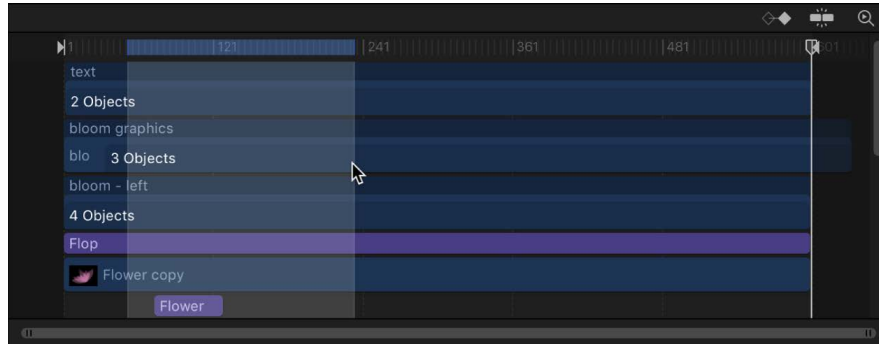 1 121 241 361 481 601
text
2 Objects
bloom graphics
blo 3 Objects
bloom - left
4 Objects
Flop
Flower copy
Flower